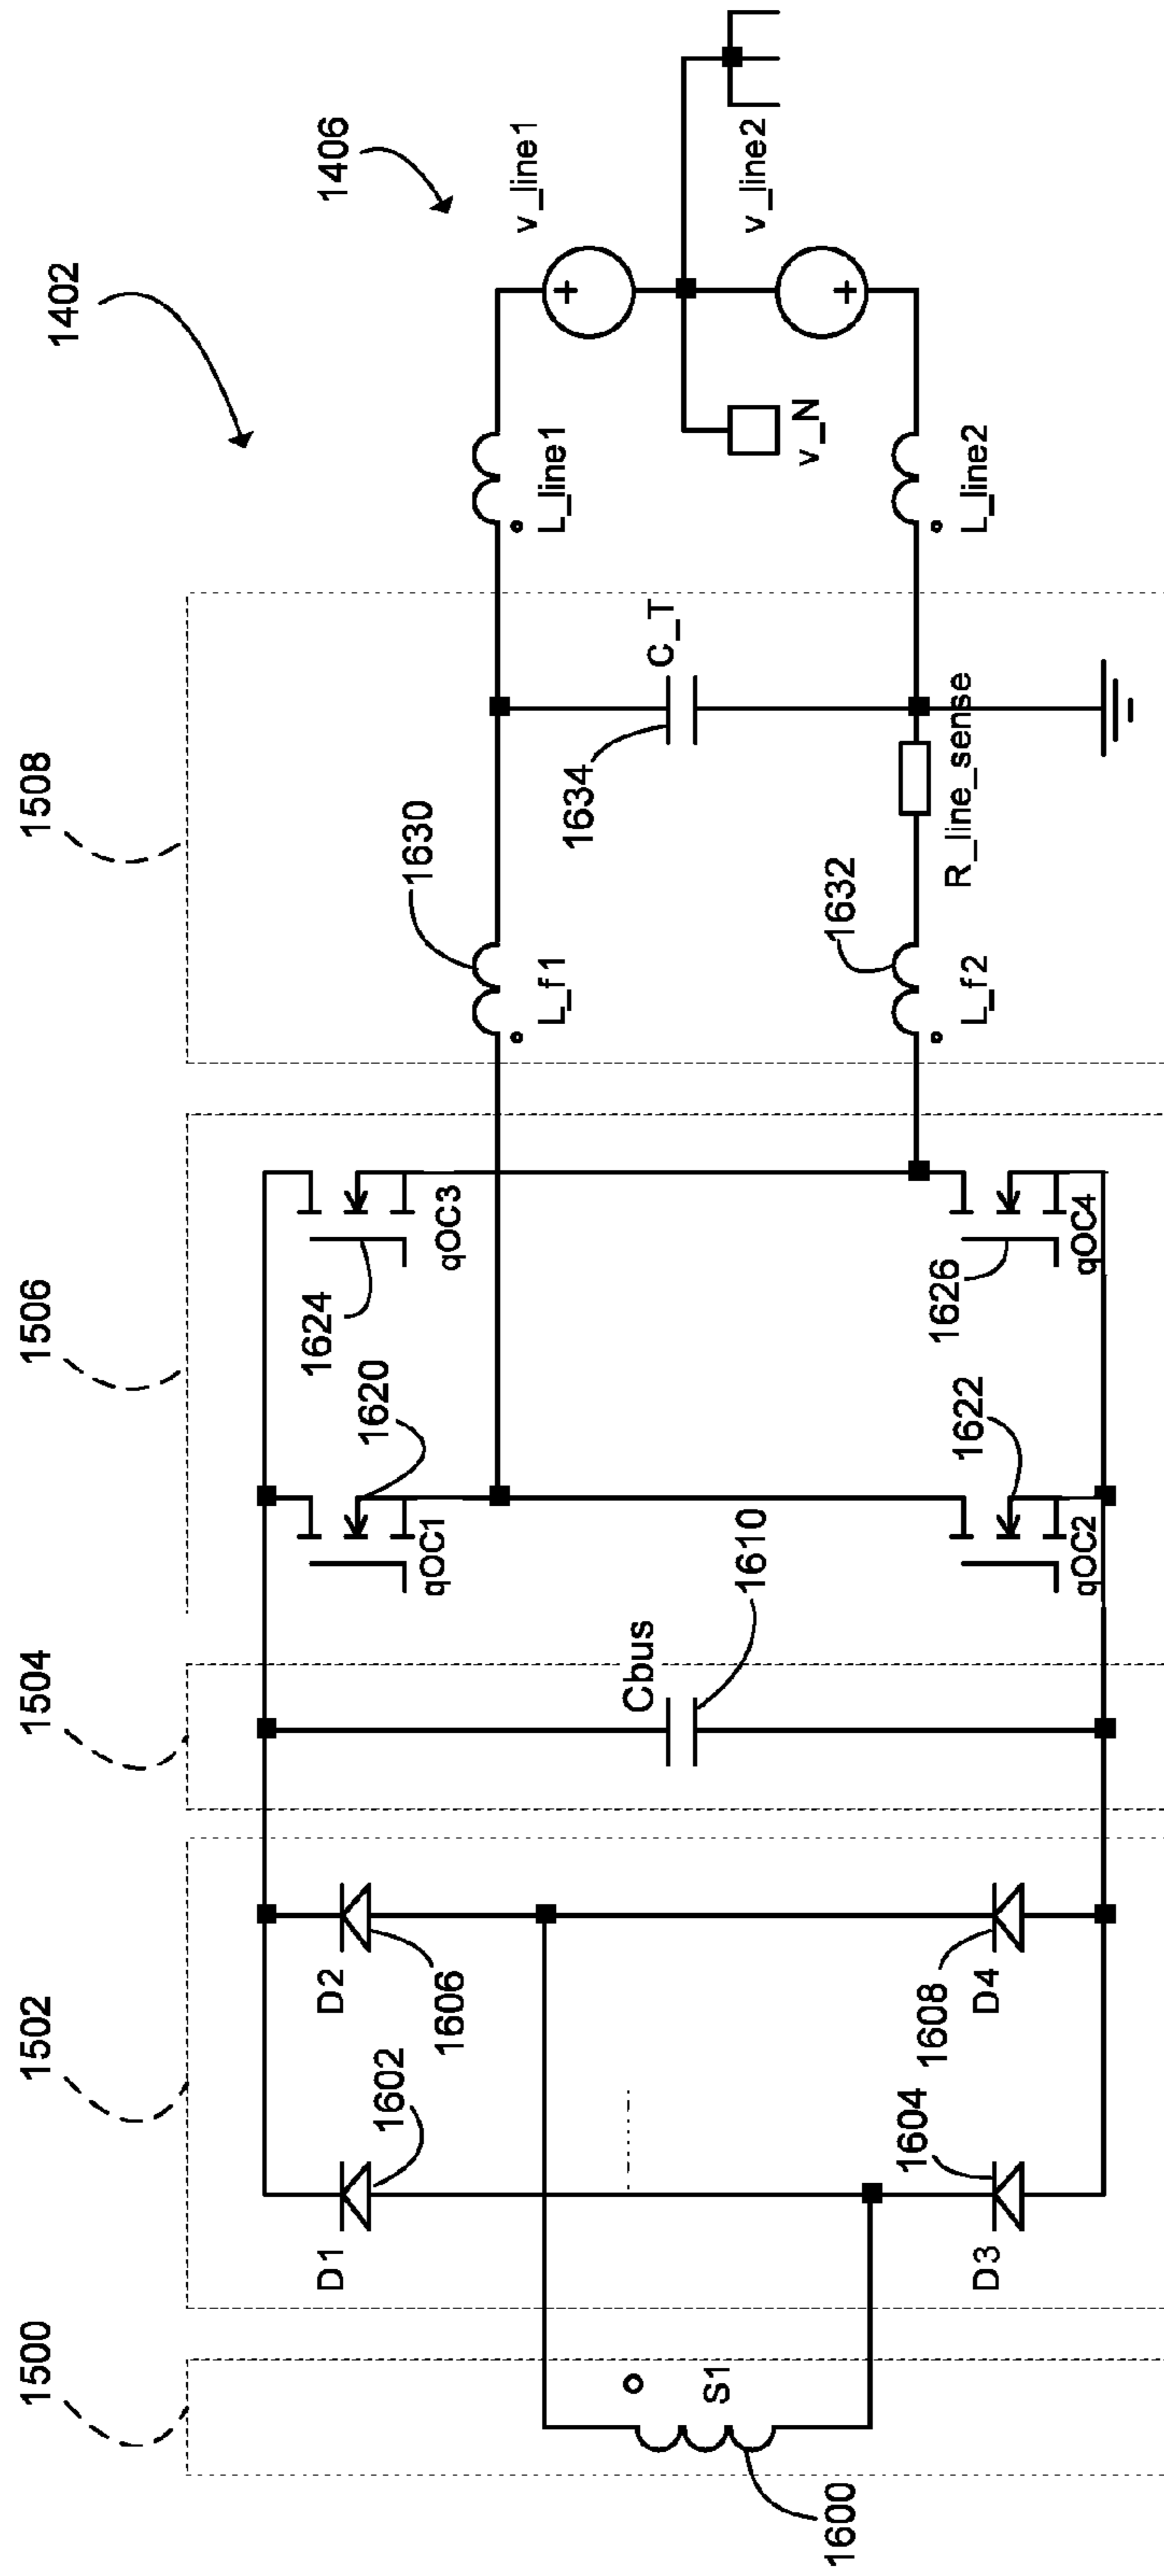 1402
1406
1500
1502
1504
1506
1508
v_line1
v_line2
v_N
L_line1
L_line2
C_T
1634
R_line_sense
1630
L_f1
1632
L_f2
qOC3
1624
1620
qOC1
qOC4
1626
1622
qOC2
Cbus
1610
D2
1606
D1
1602
1608
D4
1604
D3
S1
1600